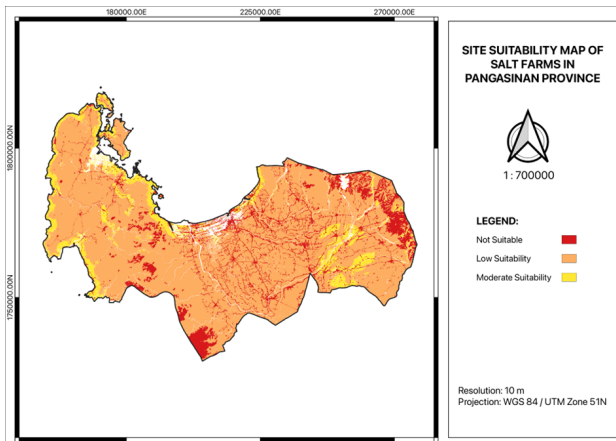 180000.00E 225000.00E 270000.00E
1800000.00N
1750000.00N
SITE SUITABILITY MAP OF
SALT FARMS IN
PANGASINAN PROVINCE
1 : 700000
LEGEND:
Not Suitable
Low Suitability
Moderate Suitability
Resolution: 10 m
Projection: WGS 84 / UTM Zone 51N